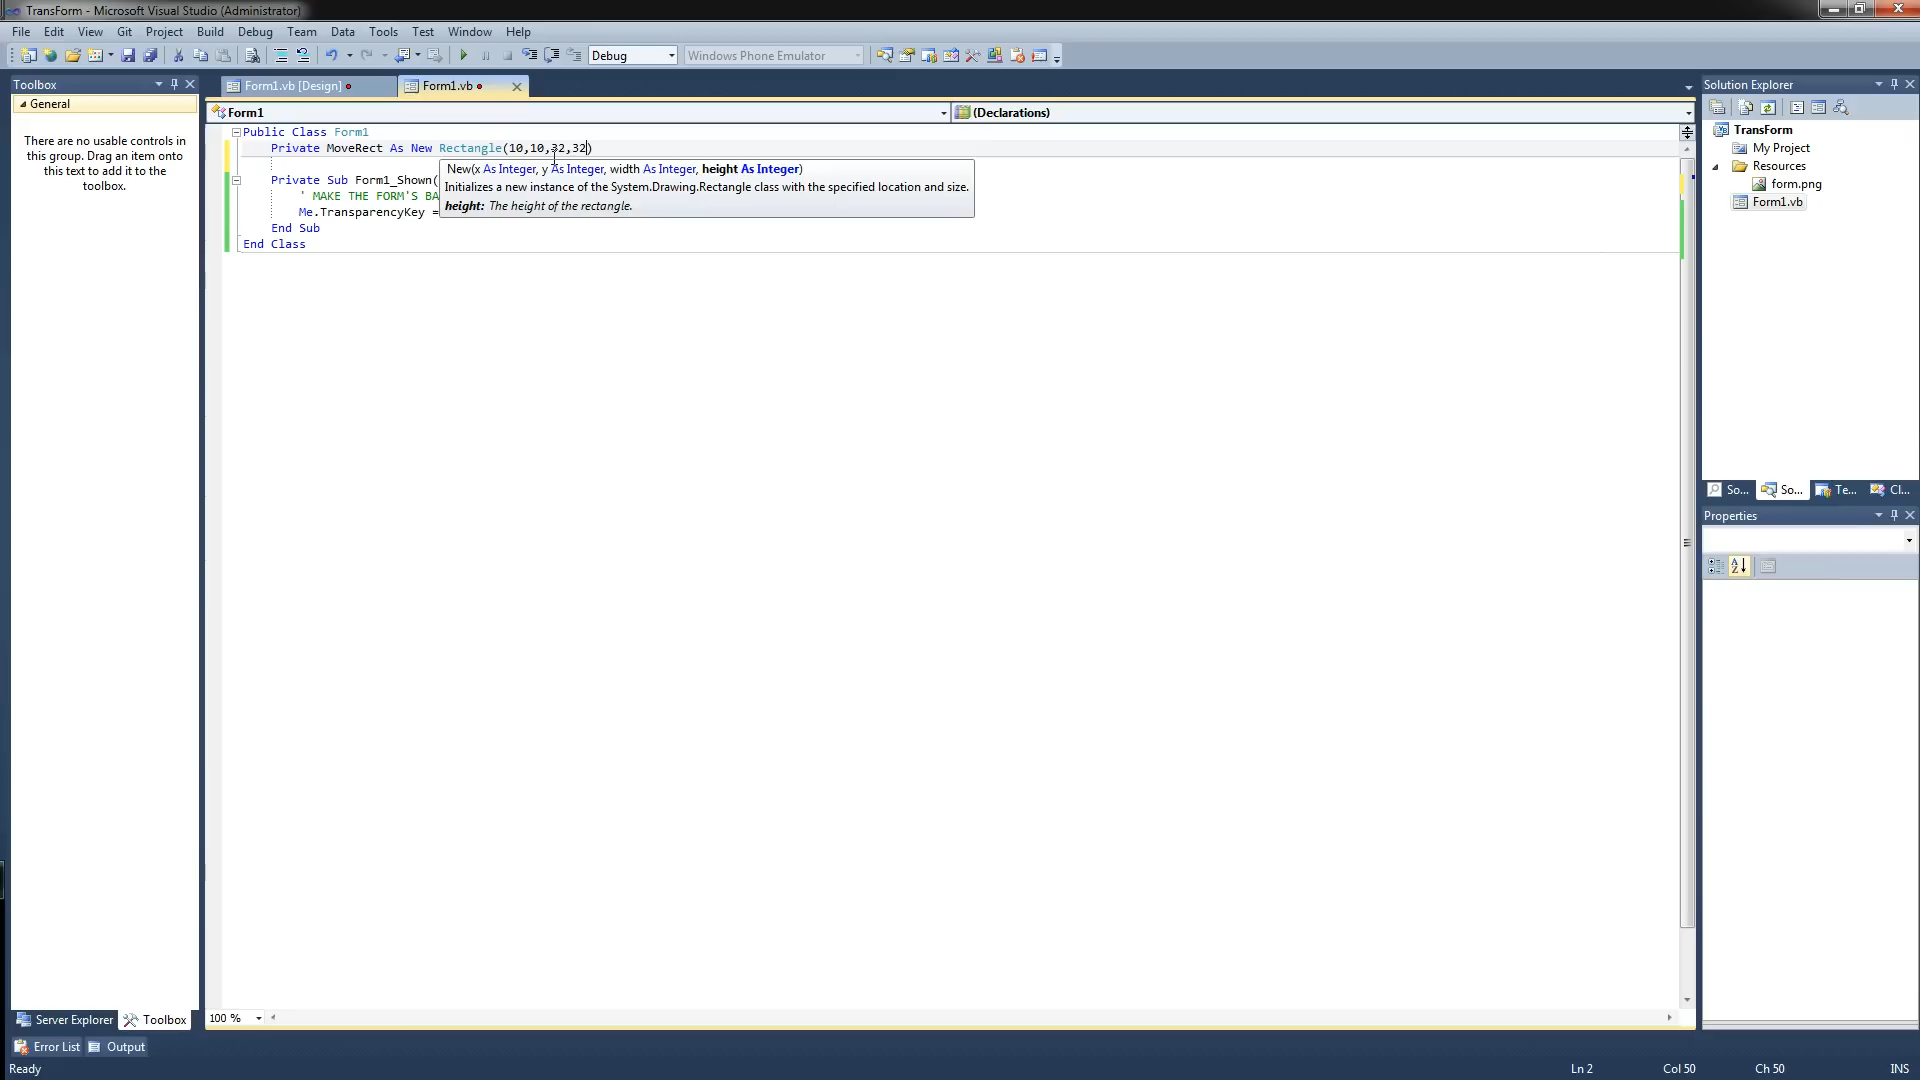 TransForm - Microsoft Visual Studio (Administrator)
File Edit View Git Project Build Debug Team Data Tools Test Window Help
Debug Windows Phone Emulator
Toolbox
General
There are no usable controls in
this group. Drag an item onto
this text to add it to the
toolbox.
Server Explorer Toolbox
Form1.vb [Design] Form1.vb
Form1 (Declarations)
Public Class Form1
Private MoveRect As New Rectangle(10,10,32,32)
New(x As Integer, y As Integer, width As Integer, height As Integer)
Initializes a new instance of the System.Drawing.Rectangle class with the specified location and size.
height: The height of the rectangle.
Private Sub Form1_Shown(
' MAKE THE FORM'S BA
Me.TransparencyKey =
End Sub
End Class
100 %
Solution Explorer
TransForm
My Project
Resources
form.png
Form1.vb
So... So... Te... Cl...
Properties
Error List Output
Ready Ln 2 Col 50 Ch 50 INS